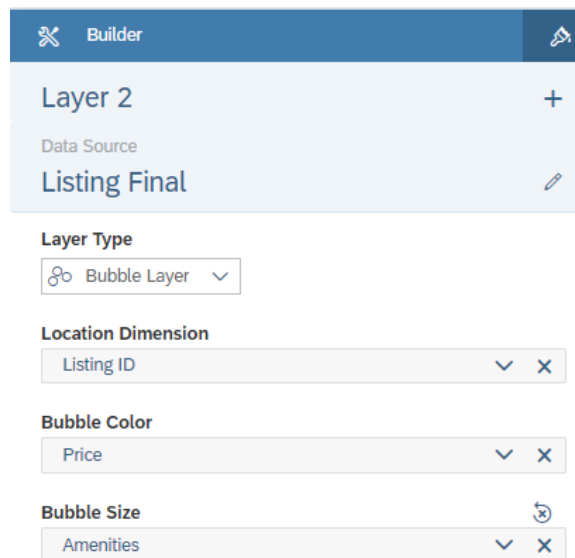 Builder
Layer 2
Data Source
Listing Final
Layer Type
Bubble Layer
Location Dimension
Listing ID
Bubble Color
Price
Bubble Size
Amenities